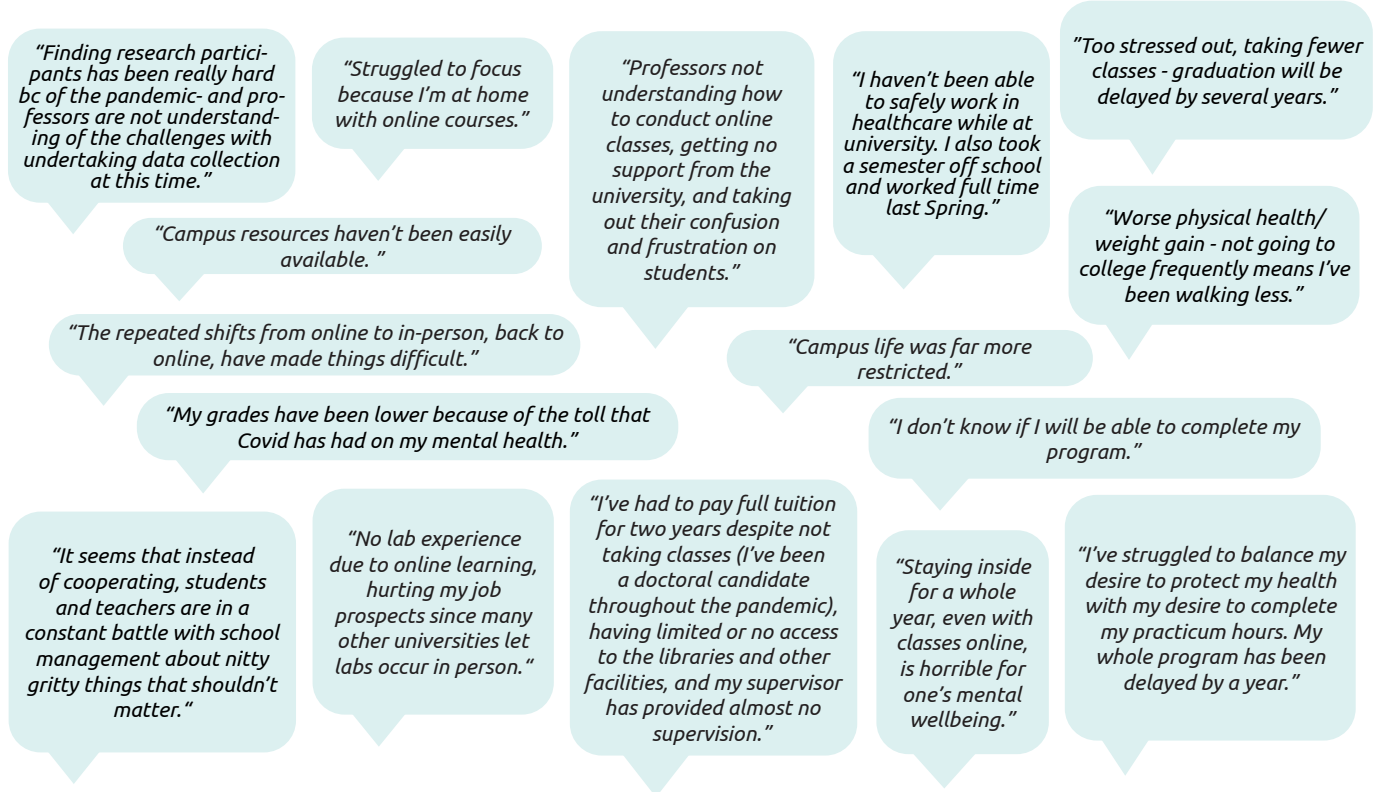 “Finding research partici-
pants has been really hard
bc of the pandemic- and pro-
fessors are not understand-
ing of the challenges with
undertaking data collection
at this time.”
“Struggled to focus
because I’m at home
with online courses.”
“Professors not
understanding how
to conduct online
classes, getting no
support from the
university, and taking
out their confusion
and frustration on
students.”
“I haven’t been able
to safely work in
healthcare while at
university. I also took
a semester off school
and worked full time
last Spring.”
”Too stressed out, taking fewer
classes - graduation will be
delayed by several years.”
“Campus resources haven’t been easily
available. ”
“Worse physical health/
weight gain - not going to
college frequently means I’ve
been walking less.”
“The repeated shifts from online to in-person, back to
online, have made things difficult.”
“Campus life was far more
restricted.”
“My grades have been lower because of the toll that
Covid has had on my mental health.”
“I don’t know if I will be able to complete my
program.”
“It seems that instead
of cooperating, students
and teachers are in a
constant battle with school
management about nitty
gritty things that shouldn’t
matter.“
“No lab experience
due to online learning,
hurting my job
prospects since many
other universities let
labs occur in person.“
“I’ve had to pay full tuition
for two years despite not
taking classes (I’ve been
a doctoral candidate
throughout the pandemic),
having limited or no access
to the libraries and other
facilities, and my supervisor
has provided almost no
supervision.”
“Staying inside
for a whole
year, even with
classes online,
is horrible for
one’s mental
wellbeing.”
“I’ve struggled to balance my
desire to protect my health
with my desire to complete
my practicum hours. My
whole program has been
delayed by a year.”